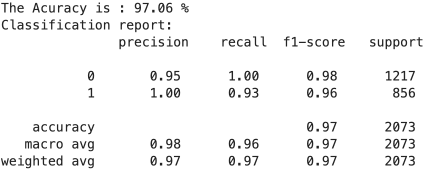 The Acuracy is : 97.06 %
Classification report:
precision recall f1-score support
0 0.95 1.00 0.98 1217
1 1.00 0.93 0.96 856
accuracy 0.97 2073
macro avg 0.98 0.96 0.97 2073
weighted avg 0.97 0.97 0.97 2073